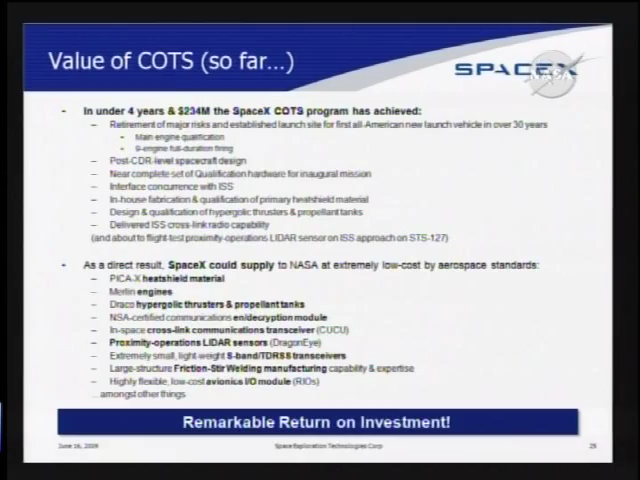 Value of COTS (so far...)
SPACEX
NASA
- In under 4 years & $234M the SpaceX COTS program has achieved:
– Retirement of major risks and established launch site for first all-American new launch vehicle in over 30 years
• Main engine qualification
• 9-engine full-duration firing
– Post-CDR-level spacecraft design
– Near complete set of Qualification hardware for inaugural mission
– Interface concurrence with ISS
– In-house fabrication & qualification of primary heatshield material
– Design & qualification of hypergolic thrusters & propellant tanks
– Delivered ISS cross-link radio capability
(and about to flight-test proximity-operations LIDAR sensor on ISS approach on STS-127)
- As a direct result, SpaceX could supply to NASA at extremely low-cost by aerospace standards:
– PICA-X heatshield material
– Merlin engines
– Draco hypergolic thrusters & propellant tanks
– NSA-certified communications en/decryption module
– In-space cross-link communications transceiver (CUCU)
– Proximity-operations LIDAR sensors (DragonEye)
– Extremely small, light-weight S-band/TDRSS transceivers
– Large-structure Friction-Stir Welding manufacturing capability & expertise
– Highly flexible, low-cost avionics I/O module (RIOs)
... amongst other things
Remarkable Return on Investment!
June 16, 2009
Space Exploration Technologies Corp
25